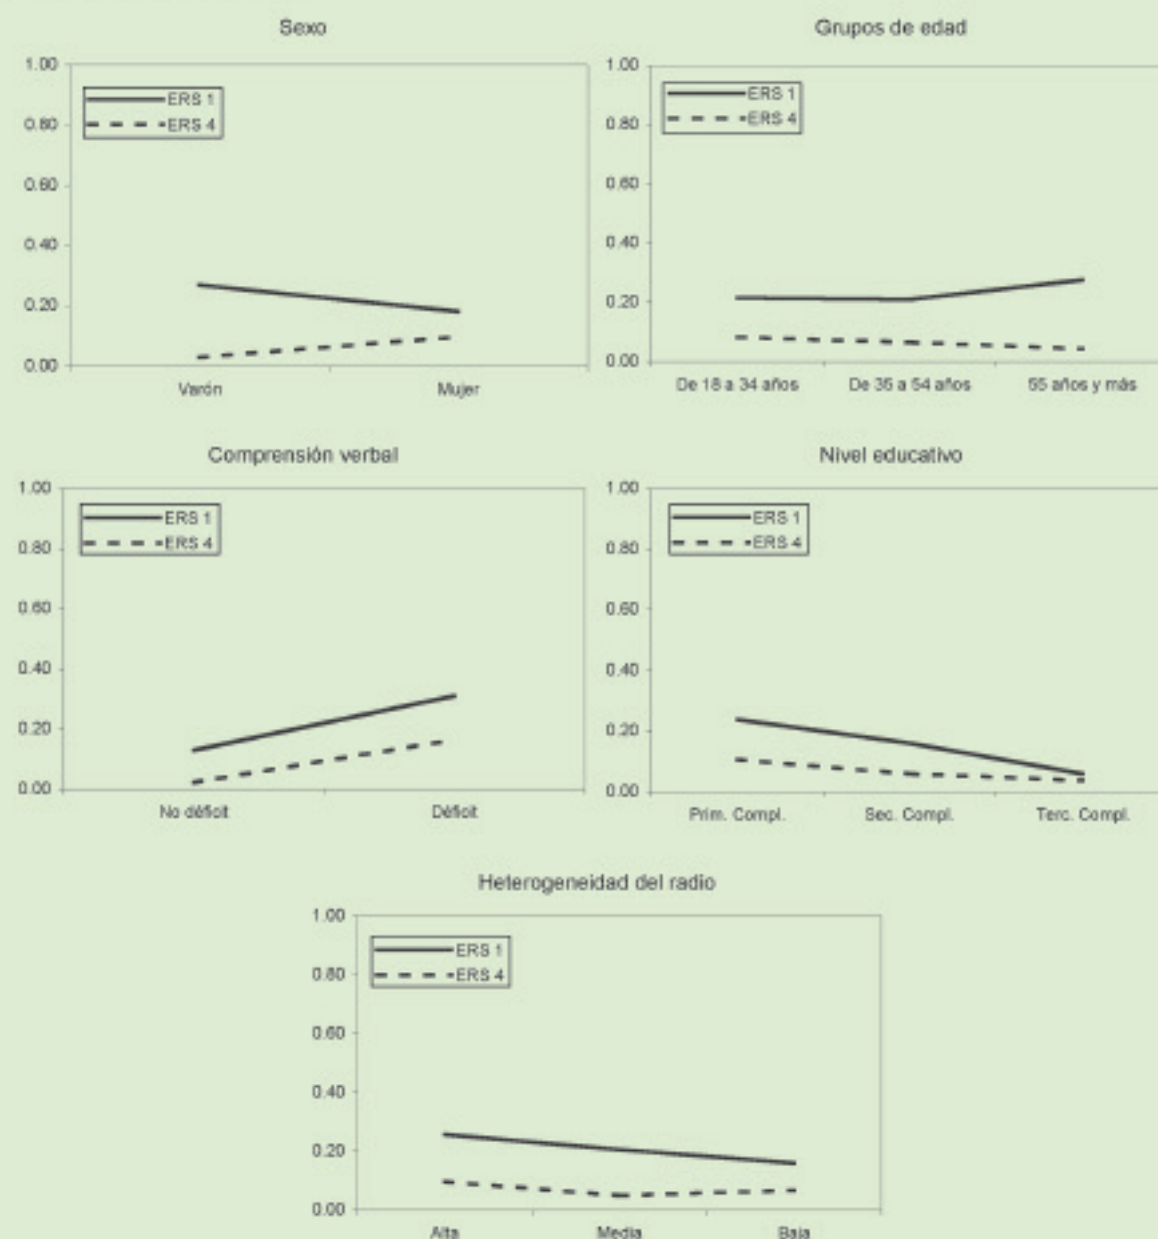 Sexo
1.00
0.80
0.60
0.40
0.20
0.00
ERS 1
ERS 4
Varón
Mujer
Grupos de edad
1.00
0.80
0.60
0.40
0.20
0.00
ERS 1
ERS 4
De 18 a 34 años
De 35 a 54 años
55 años y más
Comprensión verbal
1.00
0.80
0.60
0.40
0.20
0.00
ERS 1
ERS 4
No déficit
Déficit
Nivel educativo
1.00
0.80
0.60
0.40
0.20
0.00
ERS 1
ERS 4
Prim. Compl.
Sec. Compl.
Terc. Compl.
Heterogeneidad del radio
1.00
0.80
0.60
0.40
0.20
0.00
ERS 1
ERS 4
Alta
Media
Baja